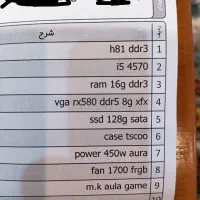 شرح
1 h81 ddr3
2 i5 4570
3 ram 16g ddr3
4 vga rx580 ddr5 8g xfx
5 ssd 128g sata
6 case tscoo
7 power 450w aura
8 fan 1700 frgb
9 m.k aula game
10